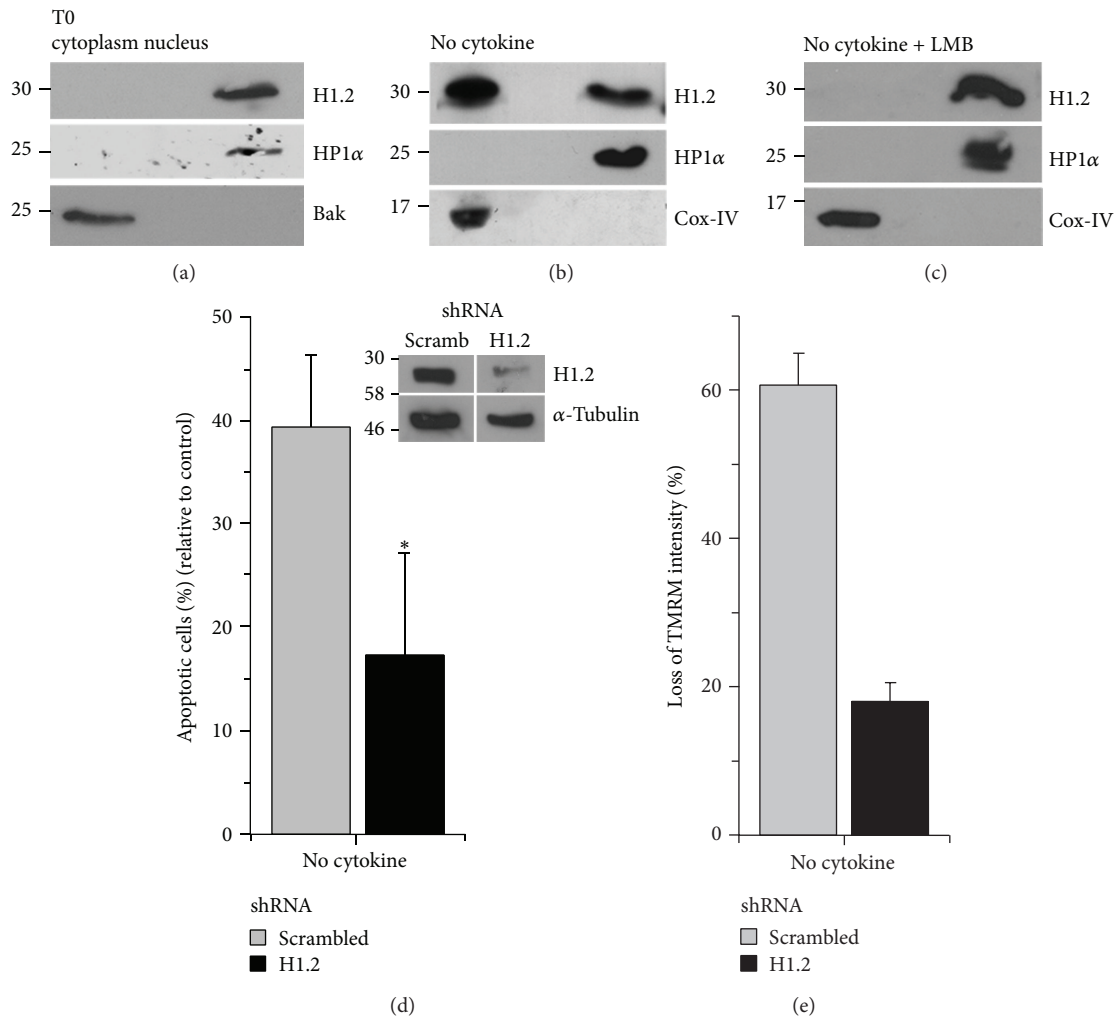 T0
cytoplasm nucleus
30
H1.2
25
HP1α
25
Bak
(a)
No cytokine
30
H1.2
25
HP1α
17
Cox-IV
(b)
No cytokine + LMB
30
H1.2
25
HP1α
17
Cox-IV
(c)
Apoptotic cells (%) (relative to control)
50
40
30
20
10
0
*
No cytokine
shRNA
Scramb H1.2
30
H1.2
58
α-Tubulin
46
shRNA
Scrambled
H1.2
(d)
Loss of TMRM intensity (%)
60
40
20
0
No cytokine
shRNA
Scrambled
H1.2
(e)